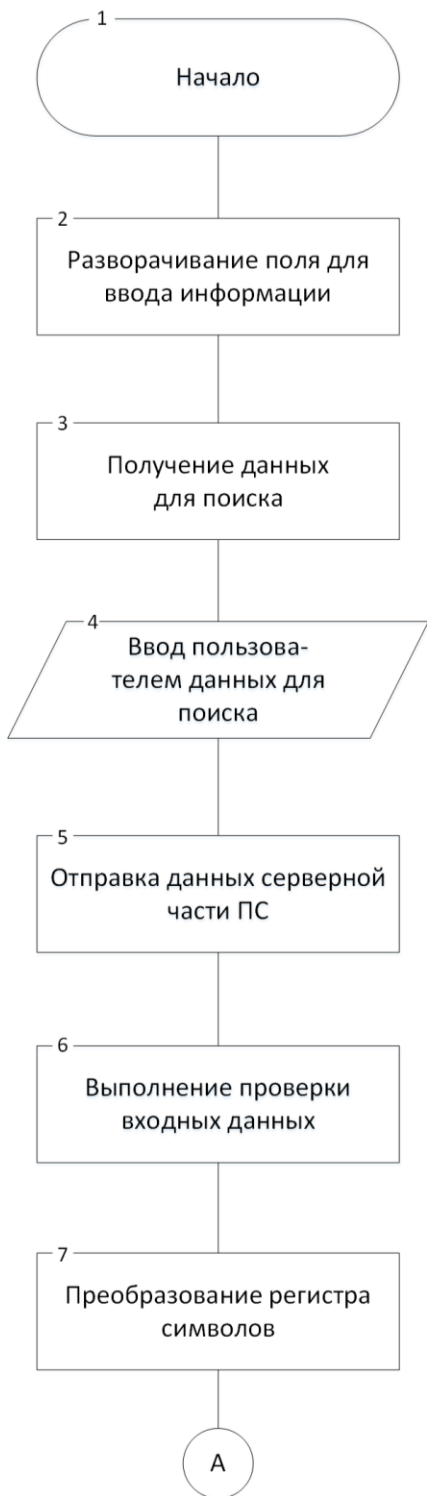 1
Начало
2
Разворачивание поля для
ввода информации
3
Получение данных
для поиска
4
Ввод пользова-
телем данных для
поиска
5
Отправка данных серверной
части ПС
6
Выполнение проверки
входных данных
7
Преобразование регистра
символов
А